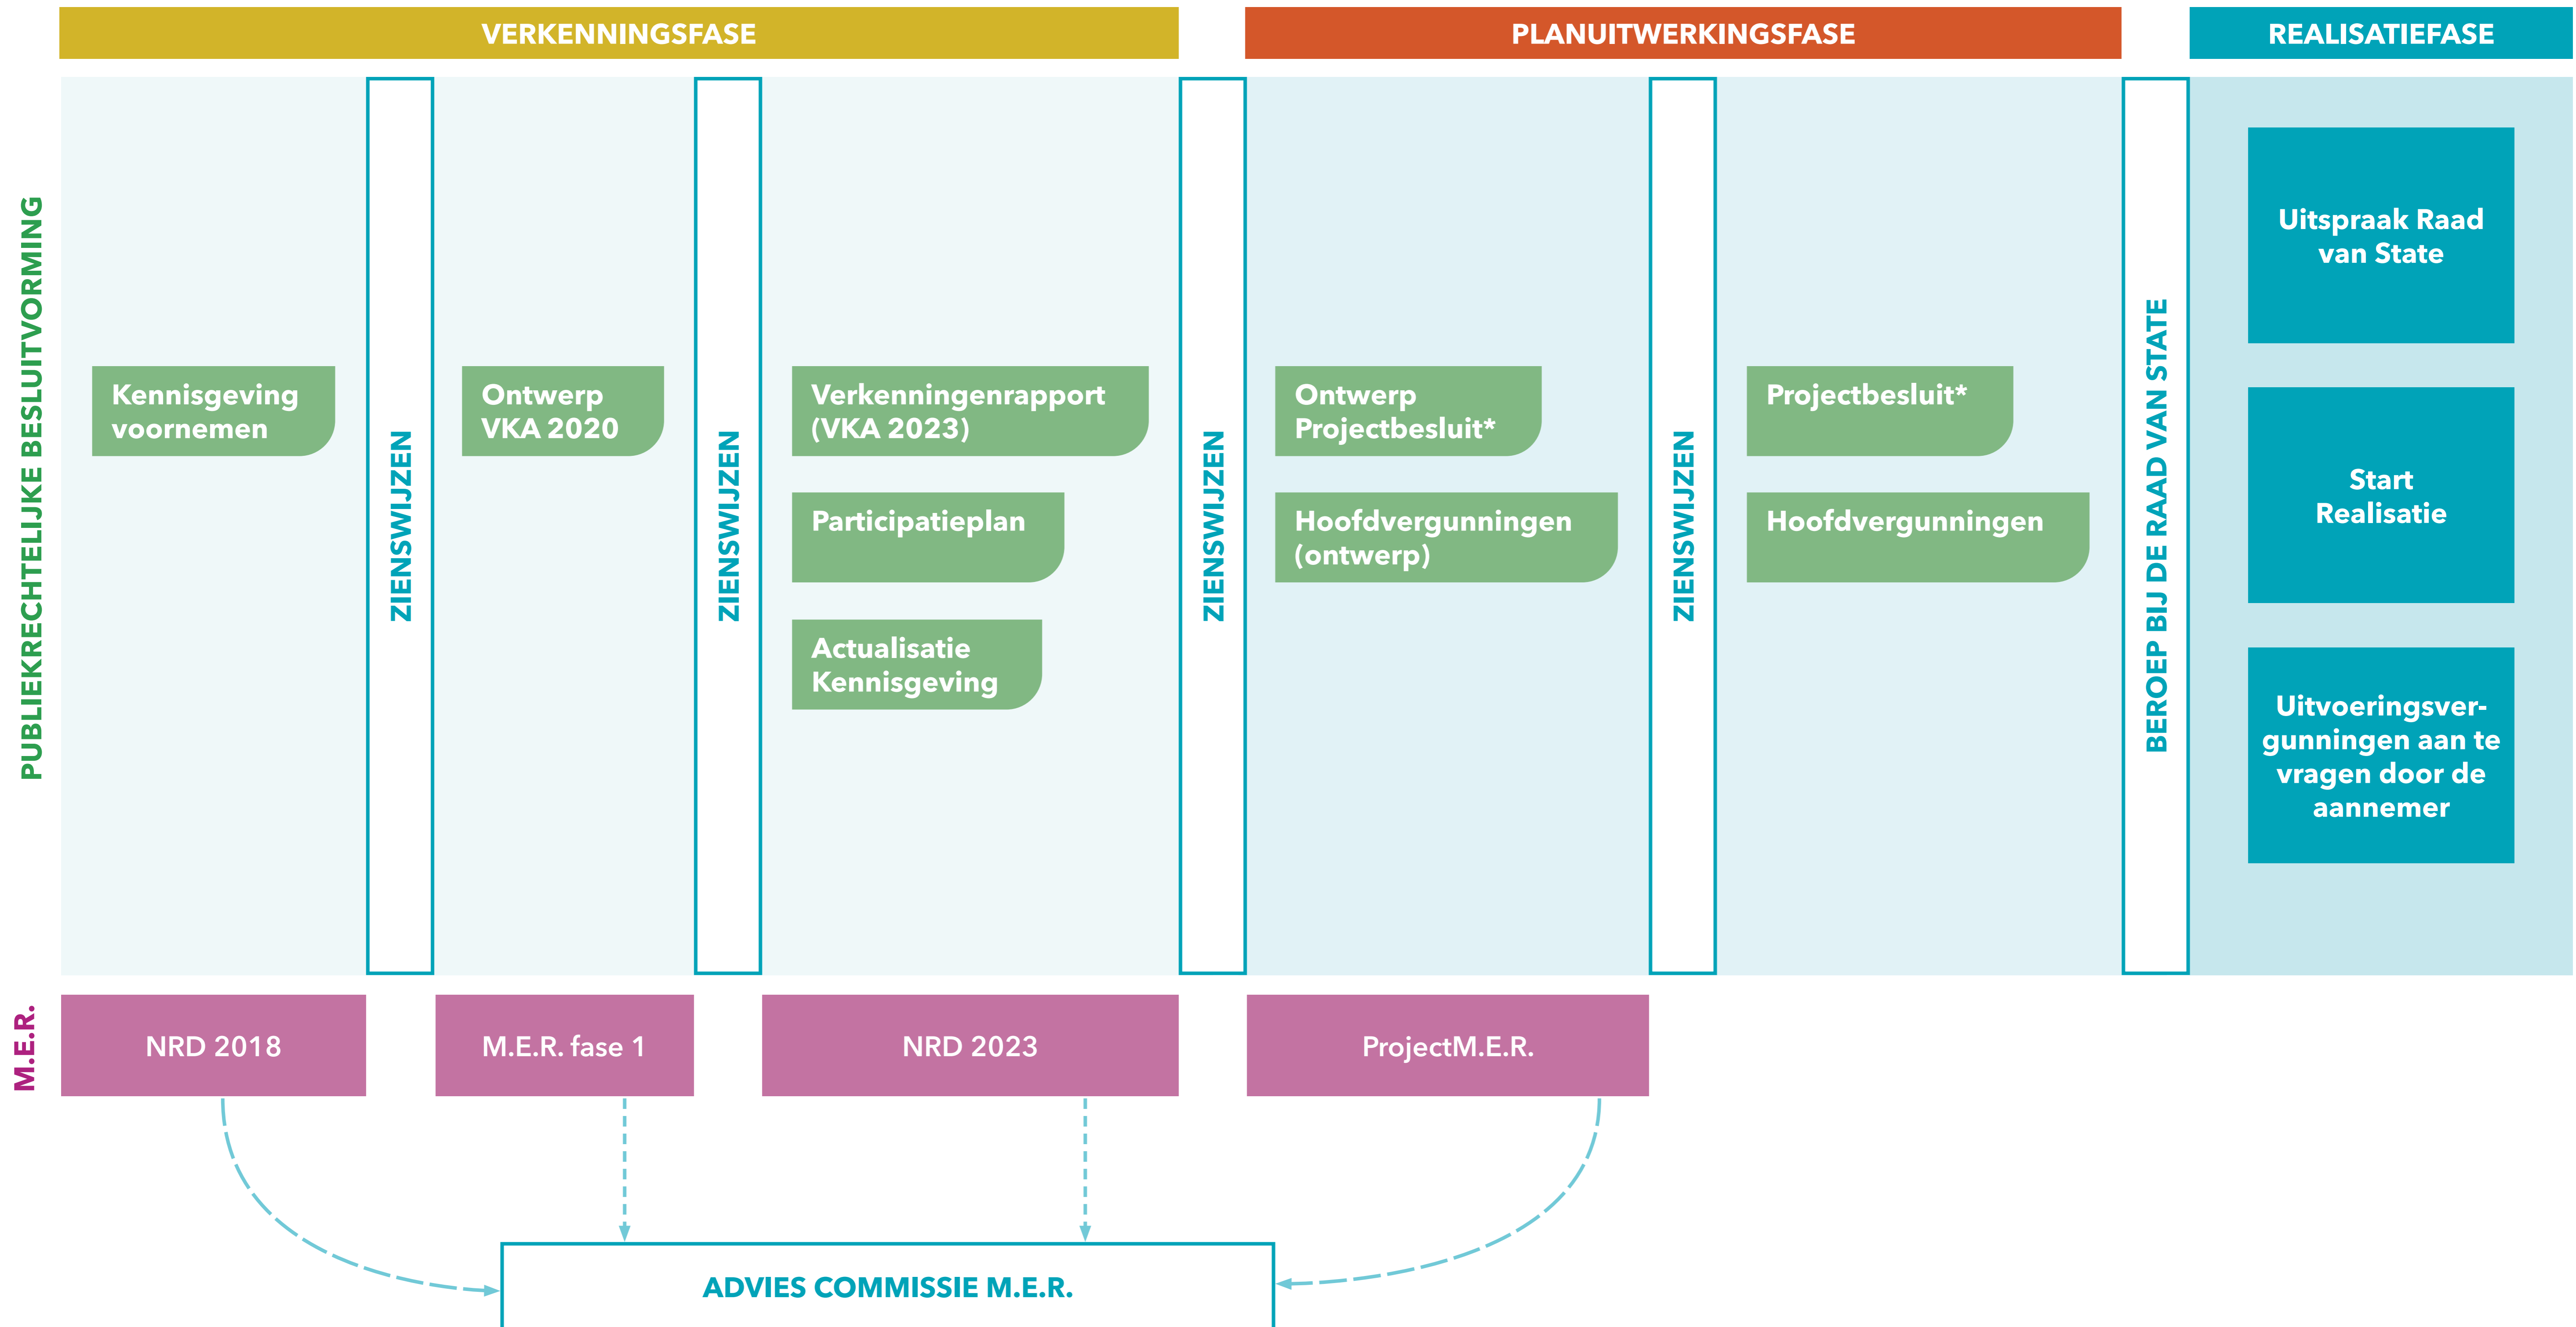 VERKENNINGSFASE
PLANUITWERKINGSFASE
REALISATIEFASE
PUBLIEKRECHTELIJKE BESLUITVORMING
Kennisgeving
voornemen
ZIENSWIJZEN
Ontwerp
VKA 2020
ZIENSWIJZEN
Verkenningenrapport
(VKA 2023)
Participatieplan
Actualisatie
Kennisgeving
ZIENSWIJZEN
Ontwerp
Projectbesluit*
Hoofdvergunningen
(ontwerp)
ZIENSWIJZEN
Projectbesluit*
Hoofdvergunningen
BEROEP BIJ DE RAAD VAN STATE
Uitspraak Raad
van State
Start
Realisatie
Uitvoeringsver-
gunningen aan te
vragen door de
aannemer
M.E.R.
NRD 2018
M.E.R. fase 1
NRD 2023
ProjectM.E.R.
ADVIES COMMISSIE M.E.R.